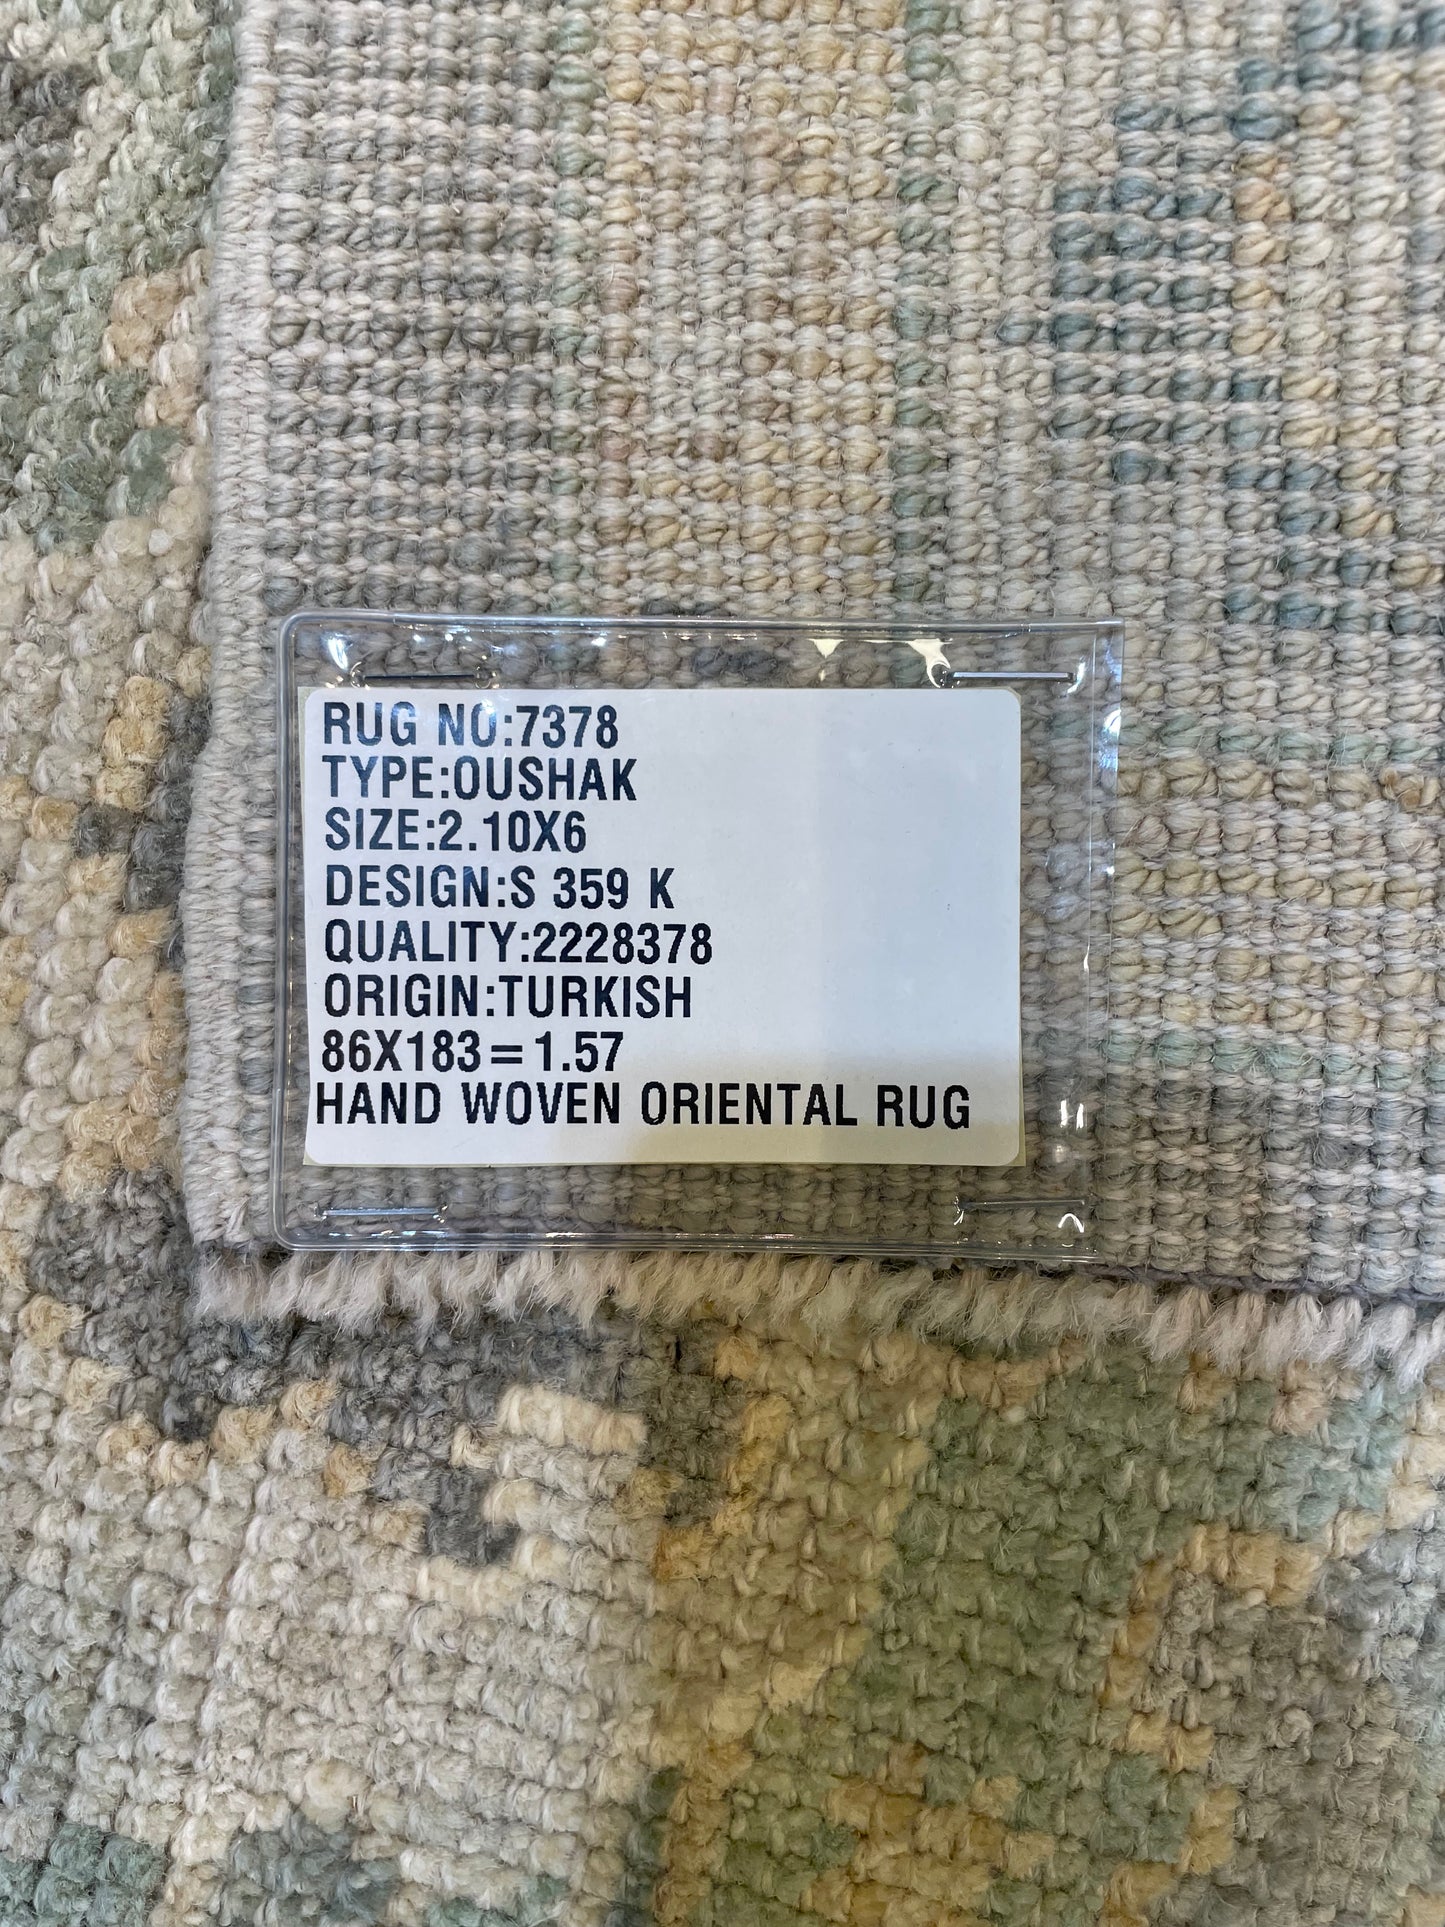 RUG NO:7378
TYPE:OUSHAK
SIZE:2.10X6
DESIGN:S 359 K
QUALITY:2228378
ORIGIN:TURKISH
86X183=1.57
HAND WOVEN ORIENTAL RUG